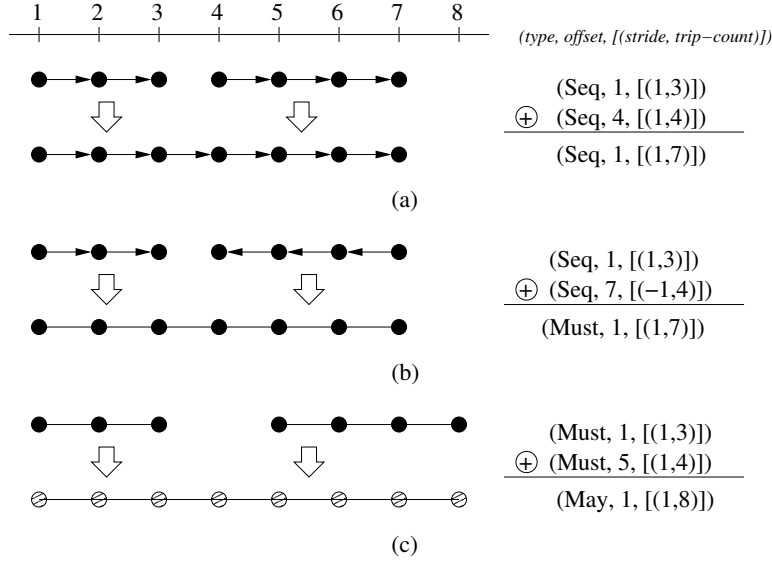 1 2 3 4 5 6 7 8
(type, offset, [(stride, trip−count)])
(Seq, 1, [(1,3)])
+ (Seq, 4, [(1,4)])
(Seq, 1, [(1,7)])
(a)
(Seq, 1, [(1,3)])
+ (Seq, 7, [(−1,4)])
(Must, 1, [(1,7)])
(b)
(Must, 1, [(1,3)])
+ (Must, 5, [(1,4)])
(May, 1, [(1,8)])
(c)